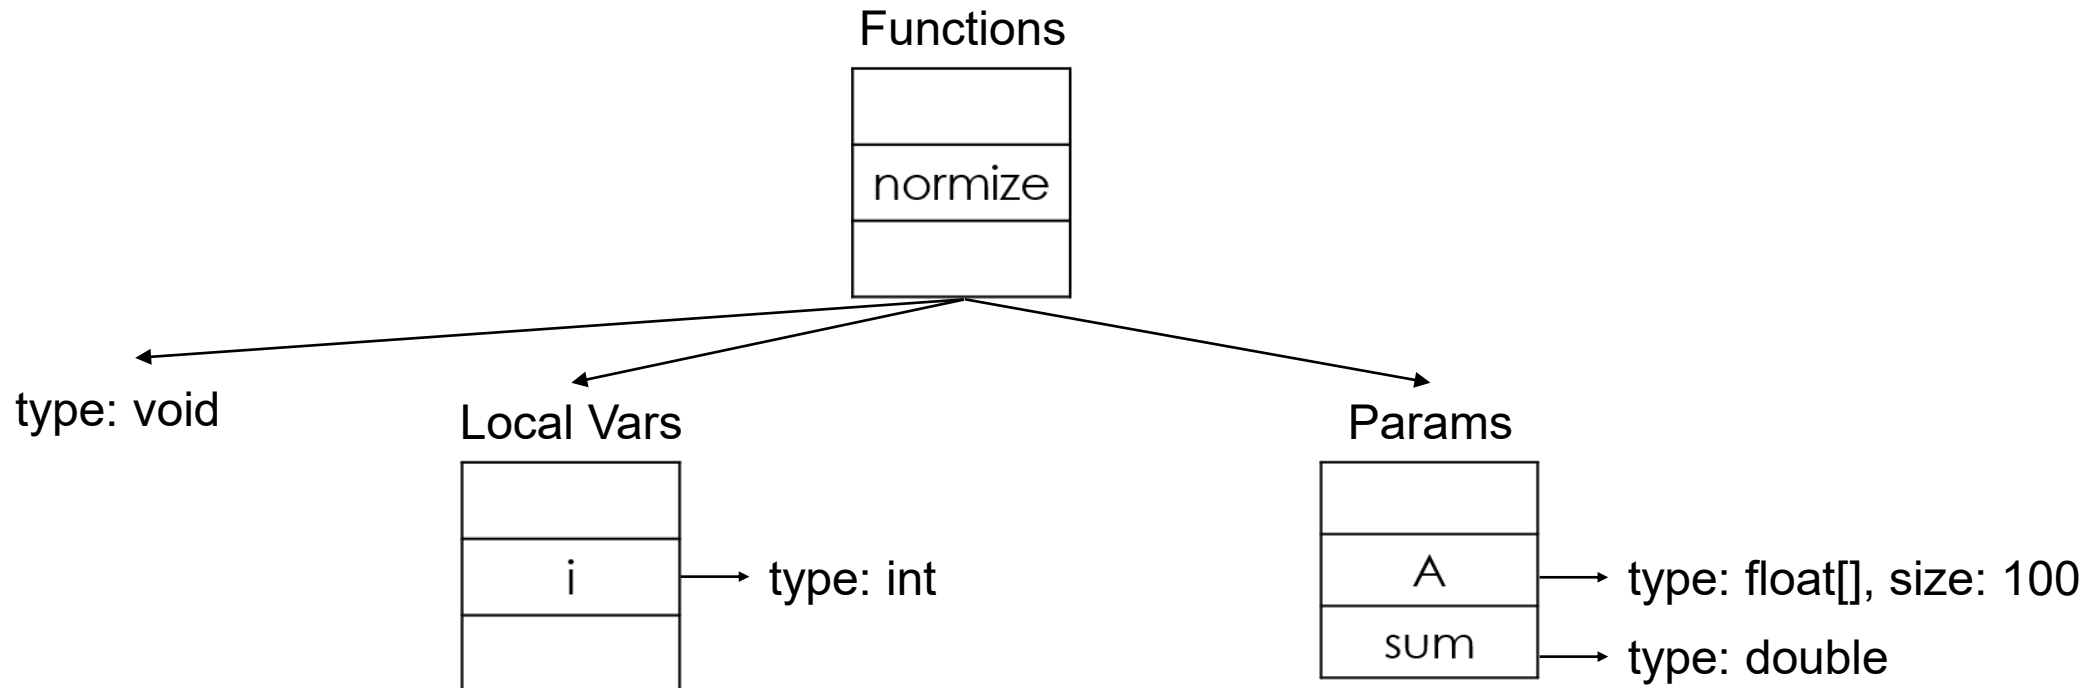 Functions
normize
type: void
Local Vars
Params
i
type: int
A
type: float[], size: 100
sum
type: double